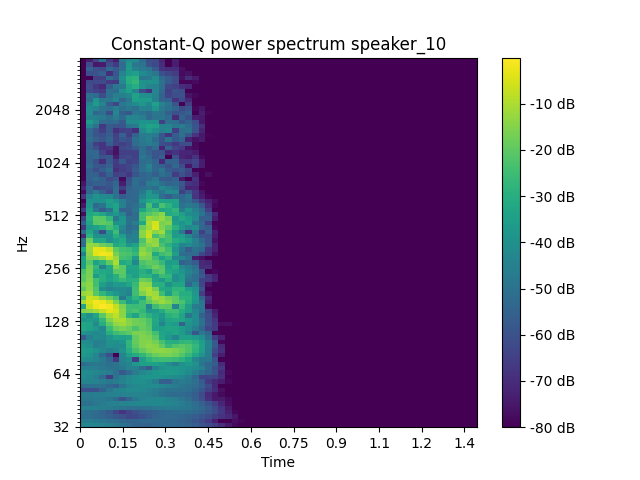 Constant-Q power spectrum speaker_10
Hz
2048
1024
512
256
128
64
32
0 0.15 0.3 0.45 0.6 0.75 0.9 1.1 1.2 1.4
Time
-10 dB
-20 dB
-30 dB
-40 dB
-50 dB
-60 dB
-70 dB
-80 dB